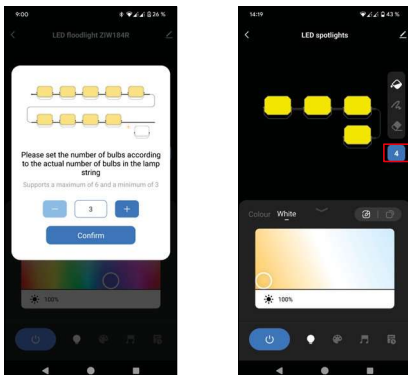 9:00
26 %
LED floodlight ZIW184R
Please set the number of bulbs according
to the actual number of bulbs in the lamp
string
Supports a maximum of 6 and a minimum of 3
− 3 +
Confirm
100%
14:19
43 %
LED spotlights
4
Colour White
100%